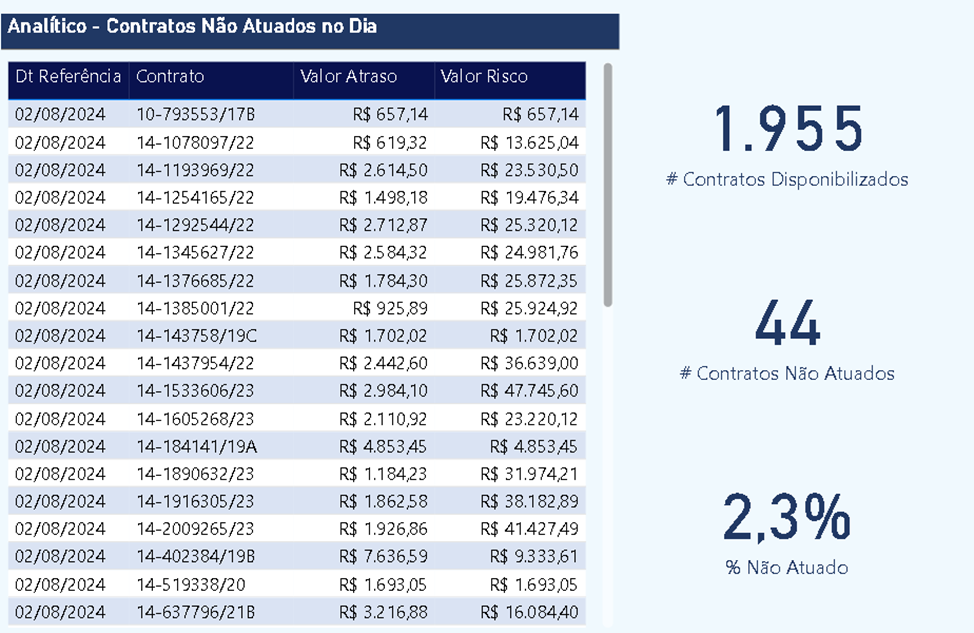 Analítico - Contratos Não Atuados no Dia
Dt Referência Contrato Valor Atraso Valor Risco
02/08/2024 10-793553/17B R$ 657,14 R$ 657,14
02/08/2024 14-1078097/22 R$ 619,32 R$ 13.625,04
02/08/2024 14-1193969/22 R$ 2.614,50 R$ 23.530,50
02/08/2024 14-1254165/22 R$ 1.498,18 R$ 19.476,34
02/08/2024 14-1292544/22 R$ 2.712,87 R$ 25.320,12
02/08/2024 14-1345627/22 R$ 2.584,32 R$ 24.981,76
02/08/2024 14-1376685/22 R$ 1.784,30 R$ 25.872,35
02/08/2024 14-1385001/22 R$ 925,89 R$ 25.924,92
02/08/2024 14-143758/19C R$ 1.702,02 R$ 1.702,02
02/08/2024 14-1437954/22 R$ 2.442,60 R$ 36.639,00
02/08/2024 14-1533606/23 R$ 2.984,10 R$ 47.745,60
02/08/2024 14-1605268/23 R$ 2.110,92 R$ 23.220,12
02/08/2024 14-184141/19A R$ 4.853,45 R$ 4.853,45
02/08/2024 14-1890632/23 R$ 1.184,23 R$ 31.974,21
02/08/2024 14-1916305/23 R$ 1.862,58 R$ 38.182,89
02/08/2024 14-2009265/23 R$ 1.926,86 R$ 41.427,49
02/08/2024 14-402384/19B R$ 7.636,59 R$ 9.333,61
02/08/2024 14-519338/20 R$ 1.693,05 R$ 1.693,05
02/08/2024 14-637796/21B R$ 3.216,88 R$ 16.084,40
1.955
# Contratos Disponibilizados
44
# Contratos Não Atuados
2,3%
% Não Atuado